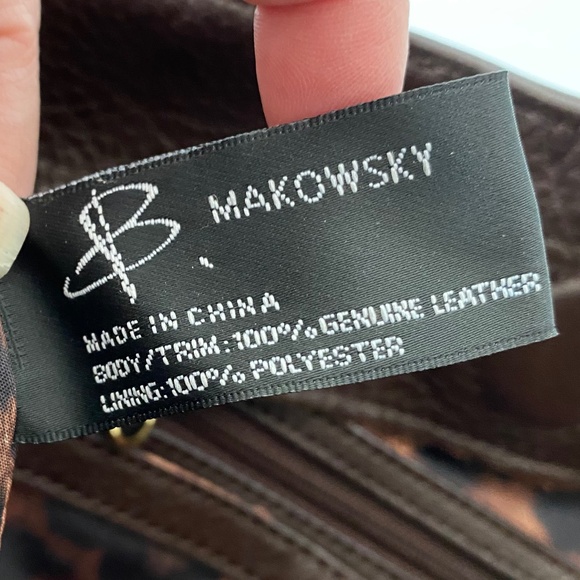 B. MAKOWSKY
MADE IN CHINA
BODY/TRIM:100% GENUINE LEATHER
LINING:100% POLYESTER